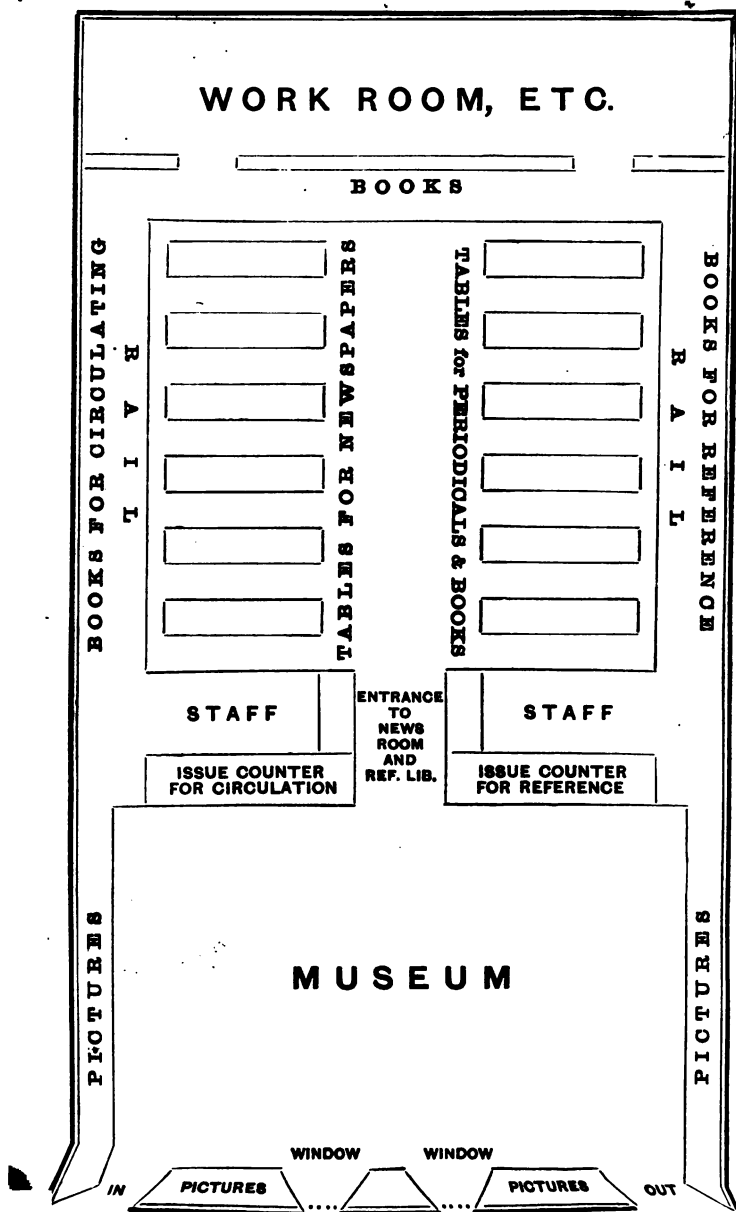 WORK ROOM, ETC.
BOOKS
BOOKS FOR CIRCULATING
RAIL
TABLES FOR NEWSPAPERS
TABLES for PERIODICALS & BOOKS
RAIL
BOOKS FOR REFERENCE
STAFF
ENTRANCE
TO
NEWS
ROOM
AND
REF. LIB.
STAFF
ISSUE COUNTER
FOR CIRCULATION
ISSUE COUNTER
FOR REFERENCE
PICTURES
MUSEUM
PICTURES
WINDOW
WINDOW
IN
PICTURES
PICTURES
OUT